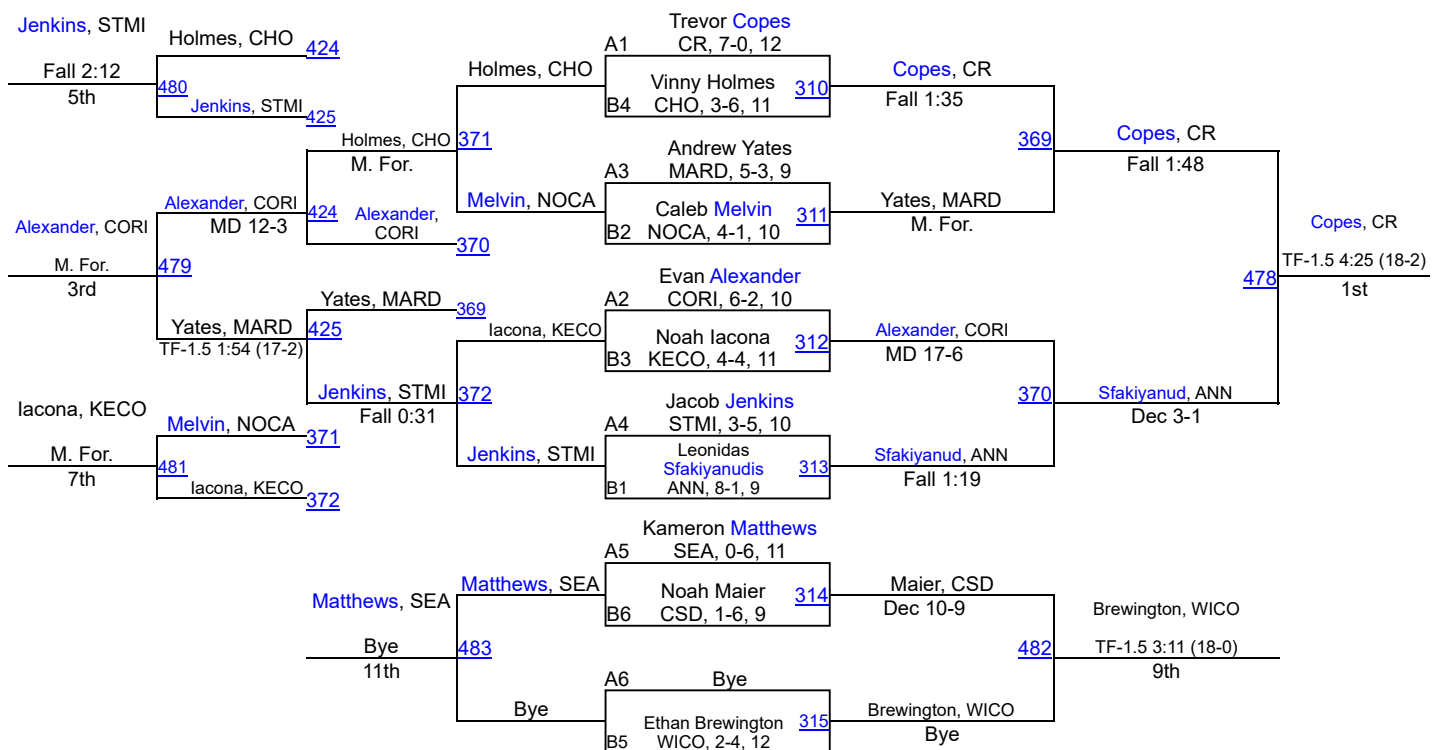 Jenkins, STMI
Fall 2:12
5th
Holmes, CHO
424
480
Jenkins, STMI
425
Holmes, CHO
M. For.
371
Alexander, CORI
MD 12-3
424
Alexander,
CORI
370
Alexander, CORI
M. For.
3rd
479
Yates, MARD
TF-1.5 1:54 (17-2)
425
Yates, MARD
369
Jenkins, STMI
Fall 0:31
372
Iacona, KECO
M. For.
7th
Melvin, NOCA
371
481
Iacona, KECO
372
Holmes, CHO
Melvin, NOCA
Iacona, KECO
Jenkins, STMI
Trevor Copes
A1 CR, 7-0, 12
Vinny Holmes
310
B4 CHO, 3-6, 11
Andrew Yates
A3 MARD, 5-3, 9
Caleb Melvin
311
B2 NOCA, 4-1, 10
Evan Alexander
A2 CORI, 6-2, 10
Noah Iacona
312
B3 KECO, 4-4, 11
Jacob Jenkins
A4 STMI, 3-5, 10
Leonidas
Sfakiyanudis
313
B1 ANN, 8-1, 9
Copes, CR
Fall 1:35
369
Yates, MARD
M. For.
Alexander, CORI
MD 17-6
370
Sfakiyanud, ANN
Fall 1:19
Copes, CR
Fall 1:48
Sfakiyanud, ANN
Dec 3-1
478
Copes, CR
TF-1.5 4:25 (18-2)
1st
Kameron Matthews
A5 SEA, 0-6, 11
Noah Maier
314
B6 CSD, 1-6, 9
A6 Bye
Ethan Brewington
315
B5 WICO, 2-4, 12
Matthews, SEA
Bye
11th
Matthews, SEA
483
Bye
Maier, CSD
Dec 10-9
482
Brewington, WICO
Bye
Brewington, WICO
TF-1.5 3:11 (18-0)
9th